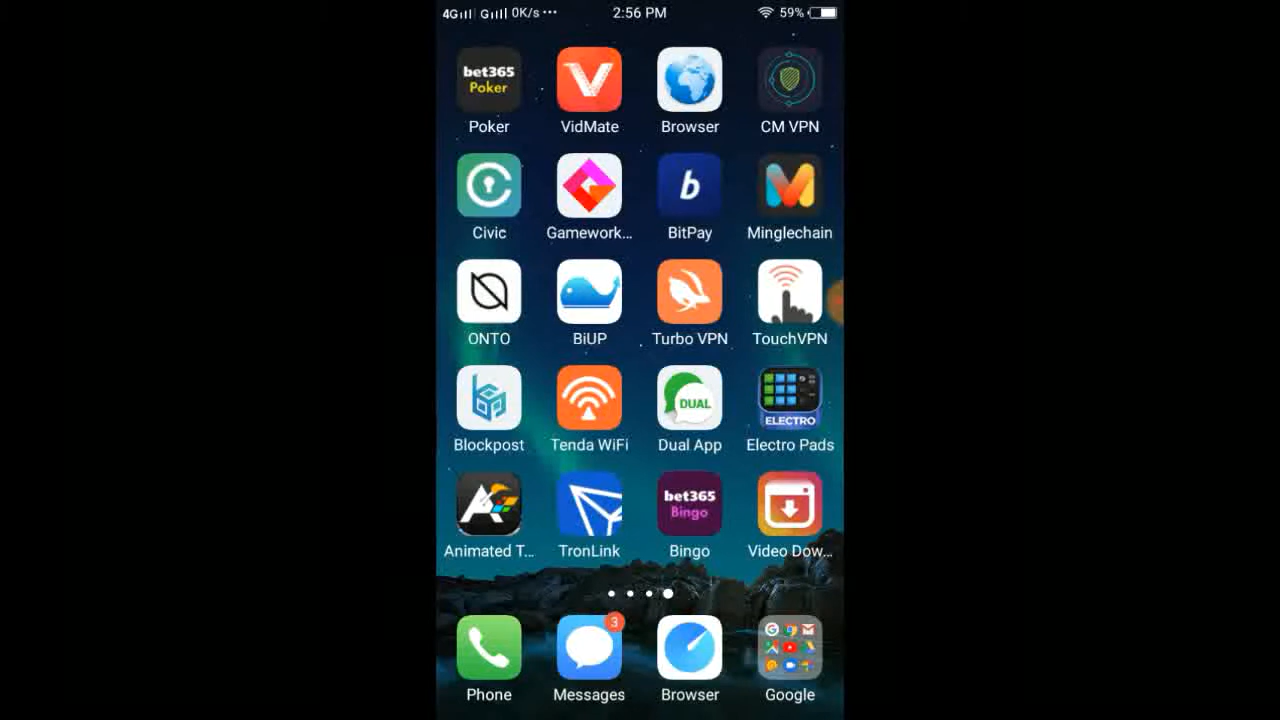 4G G 0K/s ••• 2:56 PM 59%
bet365
Poker
Poker VidMate Browser CM VPN
b
Civic Gamework... BitPay Minglechain
ONTO BiUP Turbo VPN TouchVPN
DUAL
ELECTRO
Blockpost Tenda WiFi Dual App Electro Pads
bet365
Bingo
Animated T... TronLink Bingo Video Dow...
3
Phone Messages Browser Google